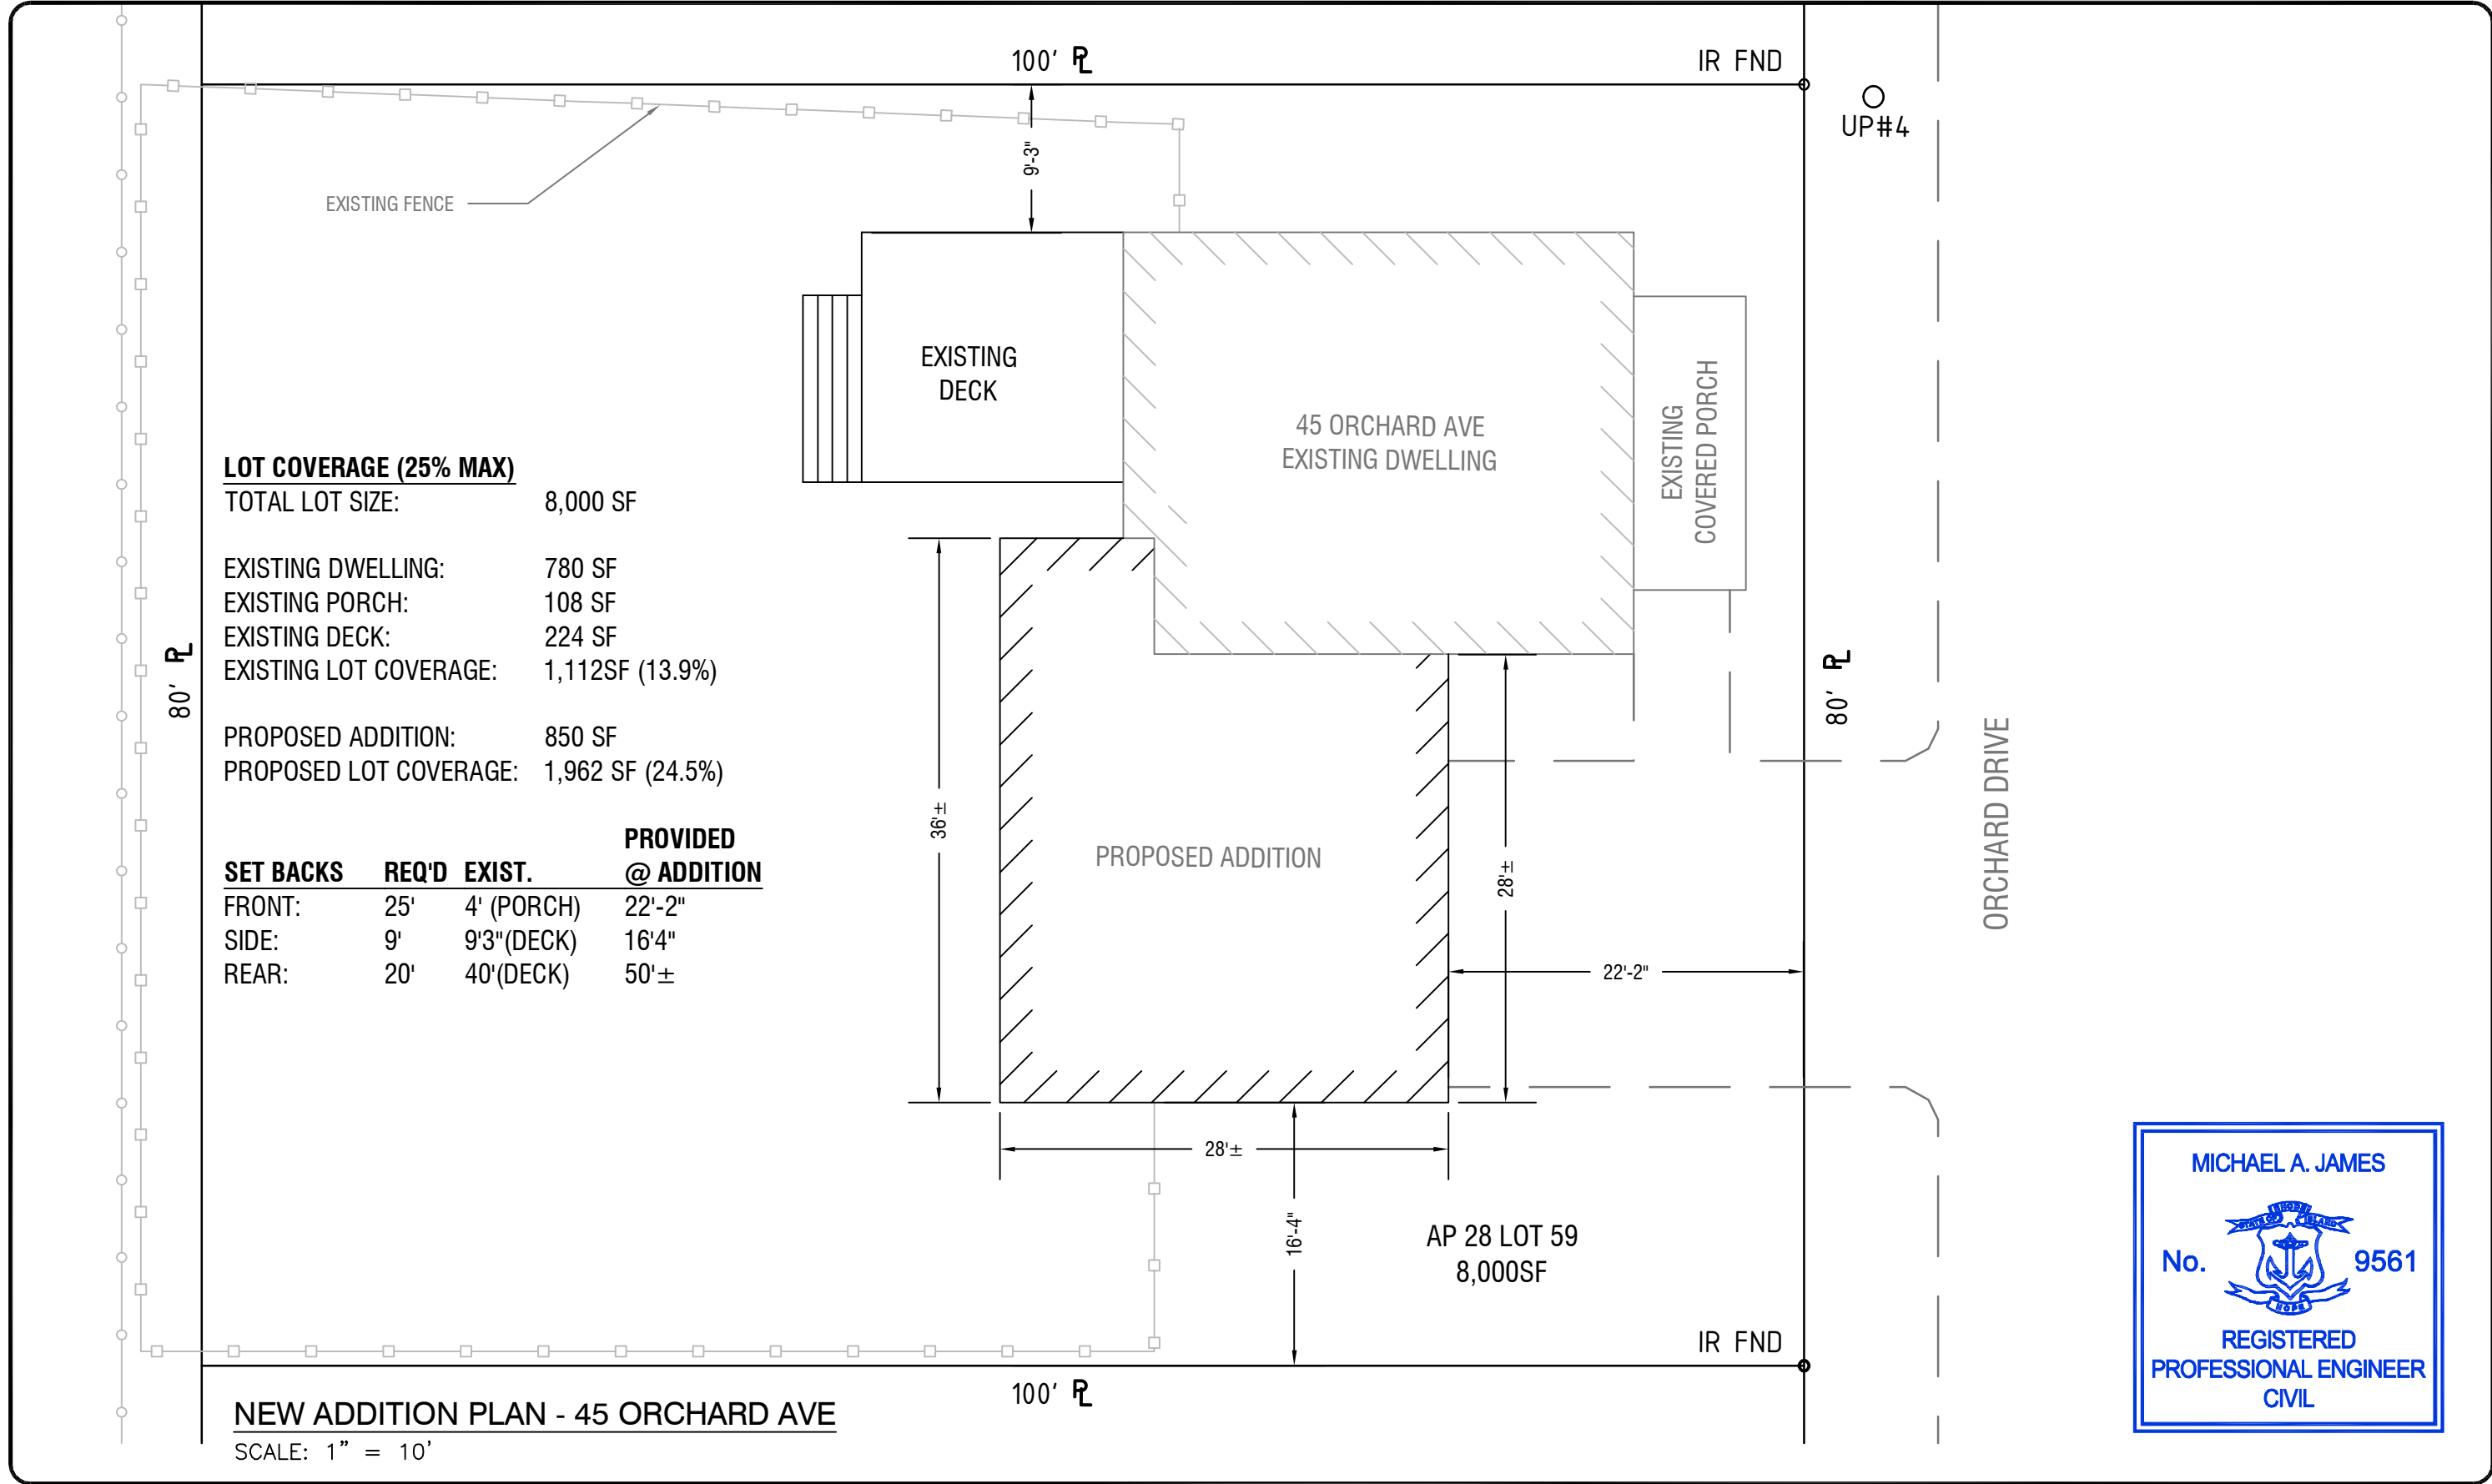 100' PL
IR FND
UP#4
9'-3"
EXISTING FENCE
EXISTING
DECK
45 ORCHARD AVE
EXISTING DWELLING
EXISTING
COVERED PORCH
LOT COVERAGE (25% MAX)
TOTAL LOT SIZE: 8,000 SF
EXISTING DWELLING: 780 SF
EXISTING PORCH: 108 SF
EXISTING DECK: 224 SF
EXISTING LOT COVERAGE: 1,112SF (13.9%)
PROPOSED ADDITION: 850 SF
PROPOSED LOT COVERAGE: 1,962 SF (24.5%)
80' PL
80' PL
ORCHARD DRIVE
PROVIDED
SET BACKS REQ'D EXIST. @ ADDITION
FRONT: 25' 4' (PORCH) 22'-2"
SIDE: 9' 9'3"(DECK) 16'4"
REAR: 20' 40'(DECK) 50'±
36'±
PROPOSED ADDITION
28'±
22'-2"
28'±
16'-4"
AP 28 LOT 59
8,000SF
IR FND
100' PL
NEW ADDITION PLAN - 45 ORCHARD AVE
SCALE: 1" = 10'
MICHAEL A. JAMES
STATE OF RHODE ISLAND
No. 9561
HOPE
REGISTERED
PROFESSIONAL ENGINEER
CIVIL